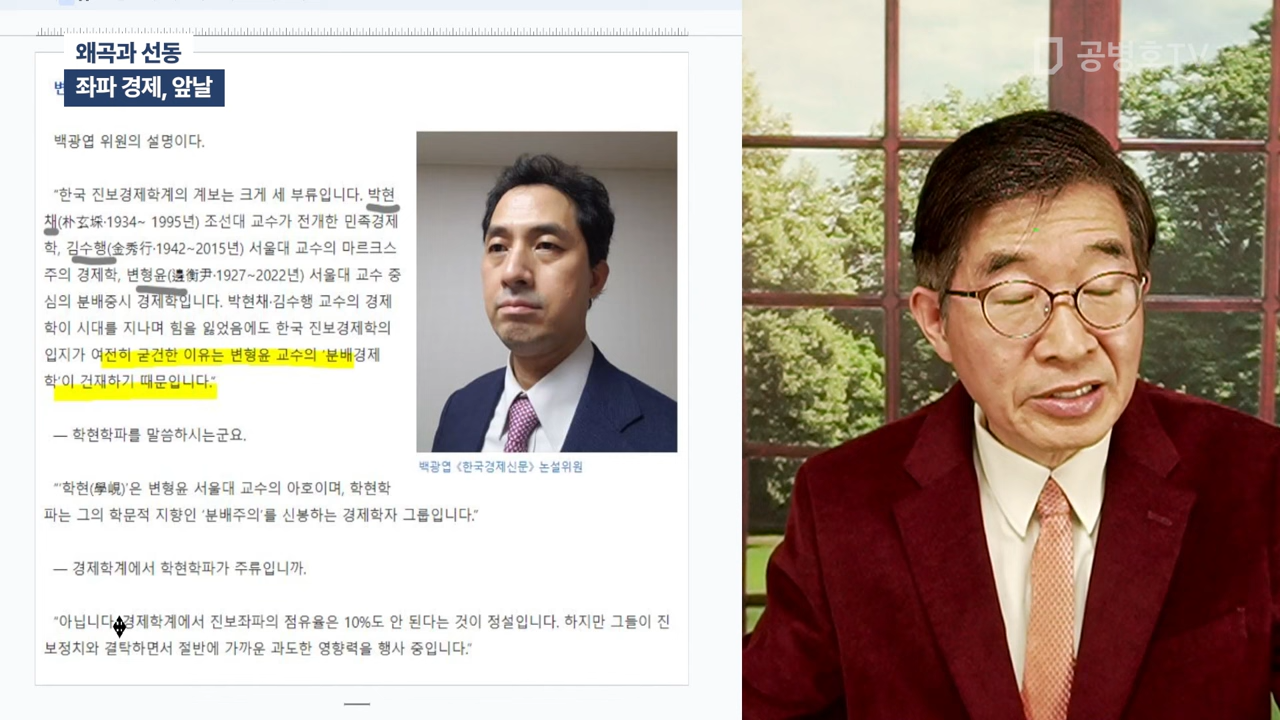 왜곡과 선동
좌파 경제, 앞날
공병호TV
백광엽 위원의 설명이다.
“한국 진보경제학계의 계보는 크게 세 부류입니다. 박현
채(朴玄埰·1934~ 1995년) 조선대 교수가 전개한 민족경제
학, 김수행(金秀行·1942~2015년) 서울대 교수의 마르크스
주의 경제학, 변형윤(邊衡尹·1927~2022년) 서울대 교수 중
심의 분배중시 경제학입니다. 박현채·김수행 교수의 경제
학이 시대를 지나며 힘을 잃었음에도 한국 진보경제학의
입지가 여전히 굳건한 이유는 변형윤 교수의 ‘분배경제
학’이 건재하기 때문입니다.”
백광엽 《한국경제신문》 논설위원
― 학현학파를 말씀하시는군요.
“‘학현(學峴)’은 변형윤 서울대 교수의 아호이며, 학현학
파는 그의 학문적 지향인 ‘분배주의’를 신봉하는 경제학자 그룹입니다.”
― 경제학계에서 학현학파가 주류입니까.
“아닙니다. 경제학계에서 진보좌파의 점유율은 10%도 안 된다는 것이 정설입니다. 하지만 그들이 진
보정치와 결탁하면서 절반에 가까운 과도한 영향력을 행사 중입니다.”